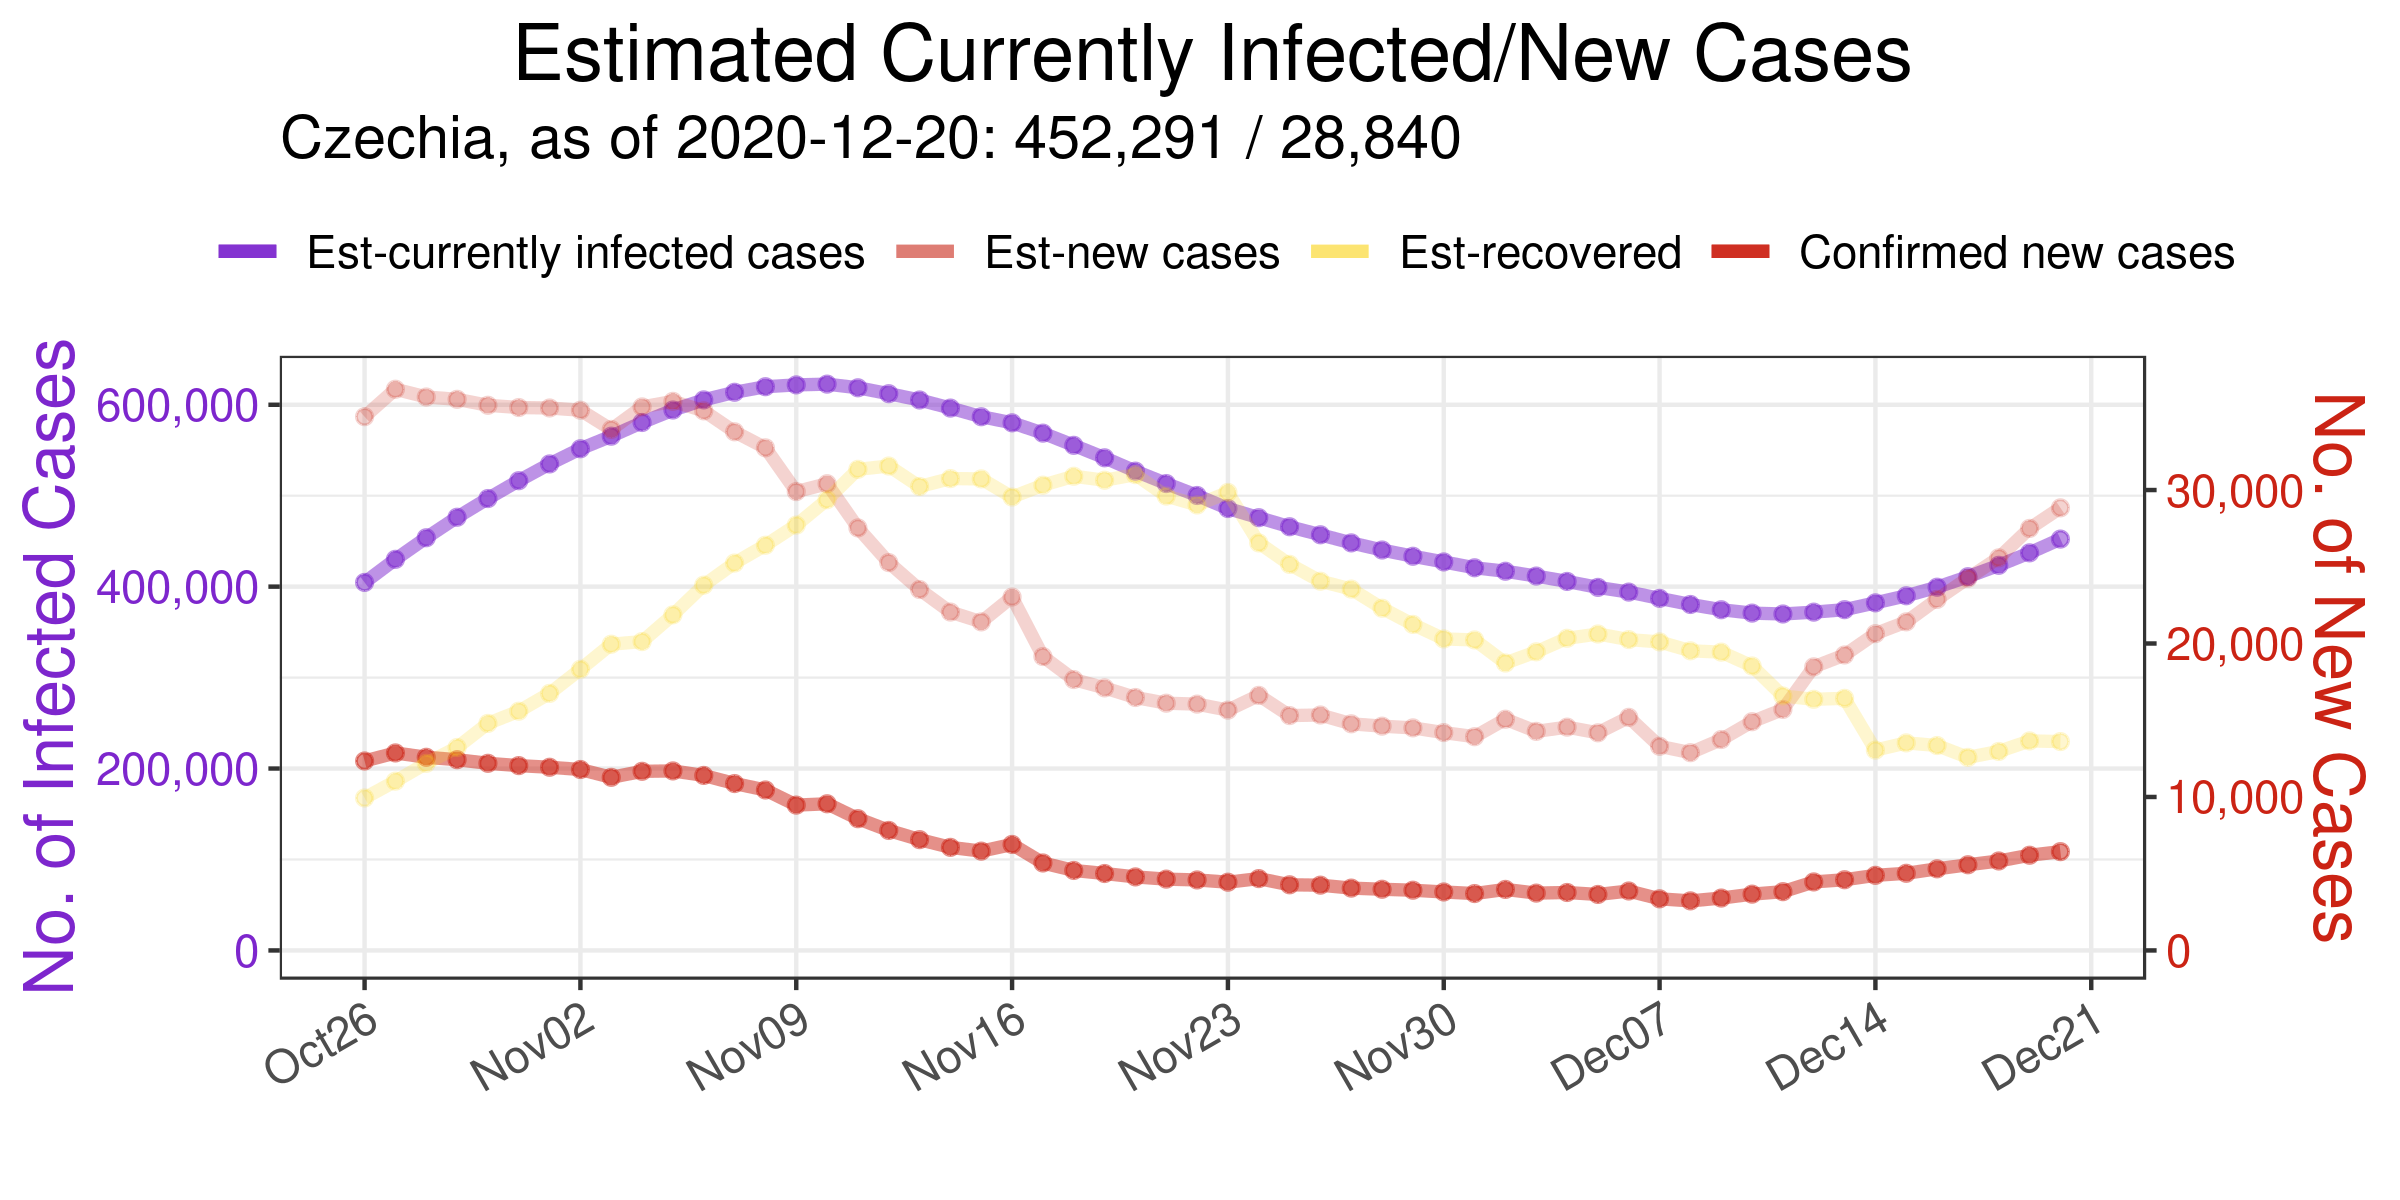 Estimated Currently Infected/New Cases
Czechia, as of 2020-12-20: 452,291 / 28,840
Est-currently infected cases
Est-new cases
Est-recovered
Confirmed new cases
No. of Infected Cases
600,000
400,000
200,000
0
No. of New Cases
30,000
20,000
10,000
0
Oct26
Nov02
Nov09
Nov16
Nov23
Nov30
Dec07
Dec14
Dec21